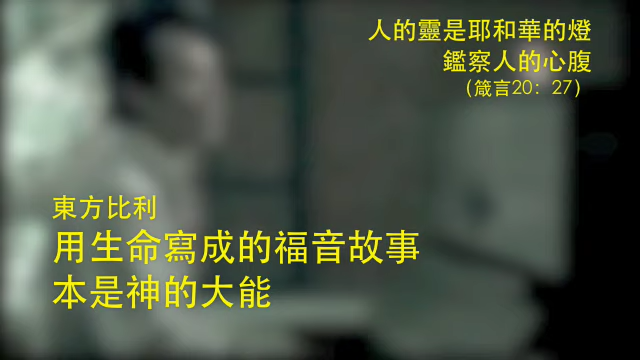 人的靈是耶和華的燈
鑑察人的心腹
（箴言20：27）
東方比利
用生命寫成的福音故事
本是神的大能